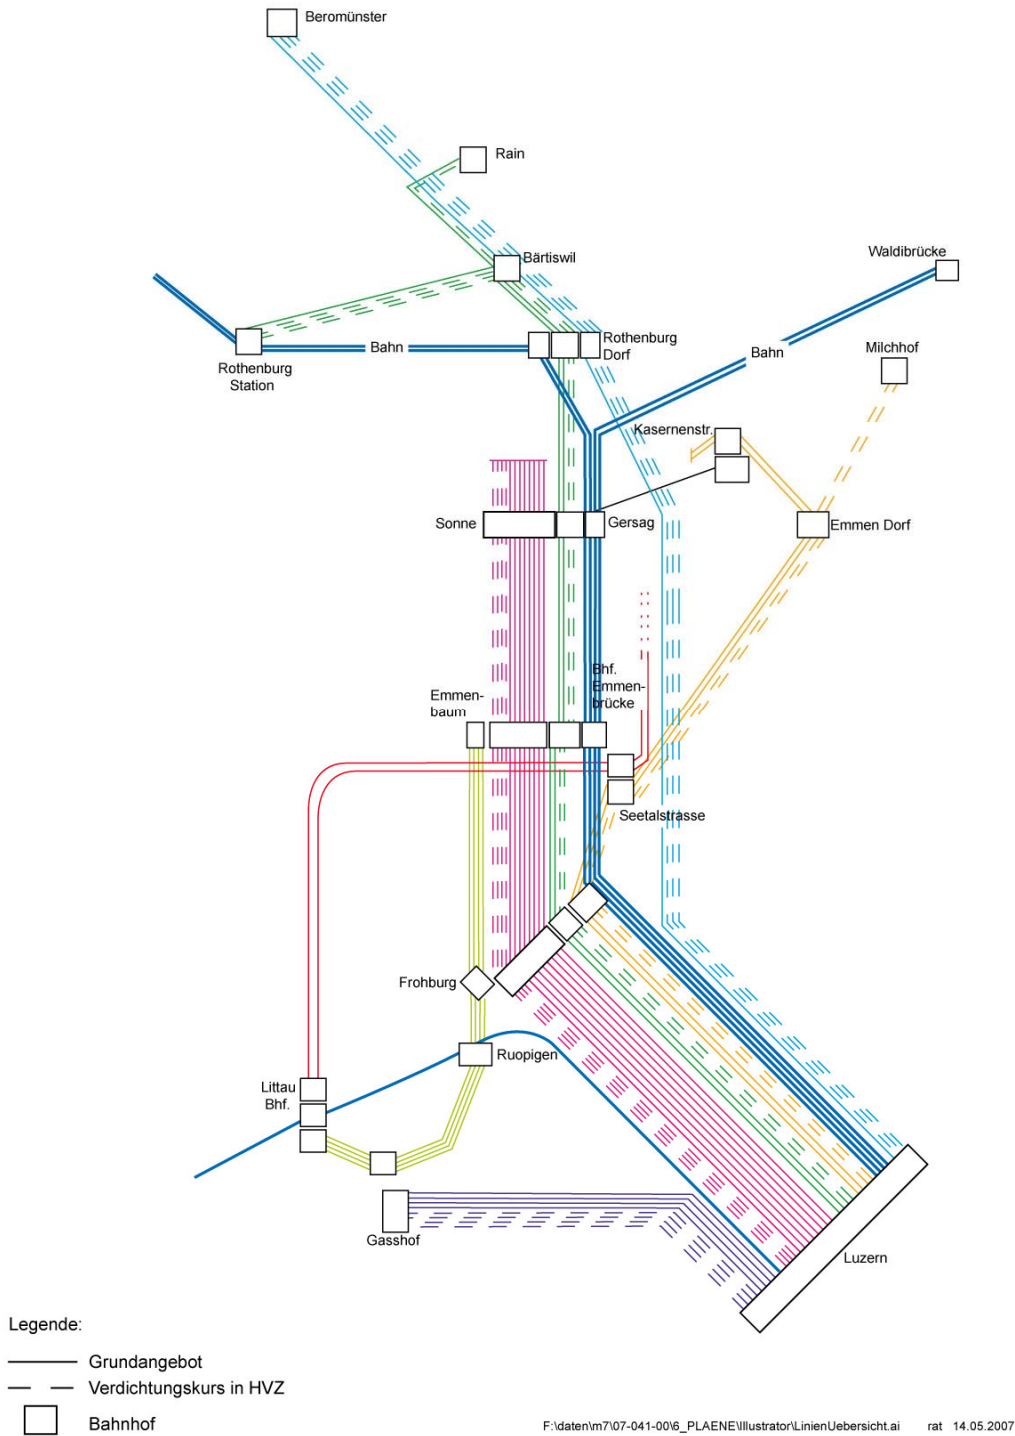 Beromünster
Rain
Bärtiswil
Waldibrücke
Bahn
Rothenburg
Dorf
Bahn
Milchhof
Rothenburg
Station
Kasernenstr.
Sonne
Gersag
Emmen Dorf
Emmen-
baum
Bhf.
Emmen-
brücke
Seetalstrasse
Frohburg
Ruopigen
Littau
Bhf.
Gasshof
Luzern
Legende:
Grundangebot
Verdichtungskurs in HVZ
Bahnhof
F:\daten\m7\07-041-00\6_PLAENE\Illustrator\LinienUebersicht.ai rat 14.05.2007